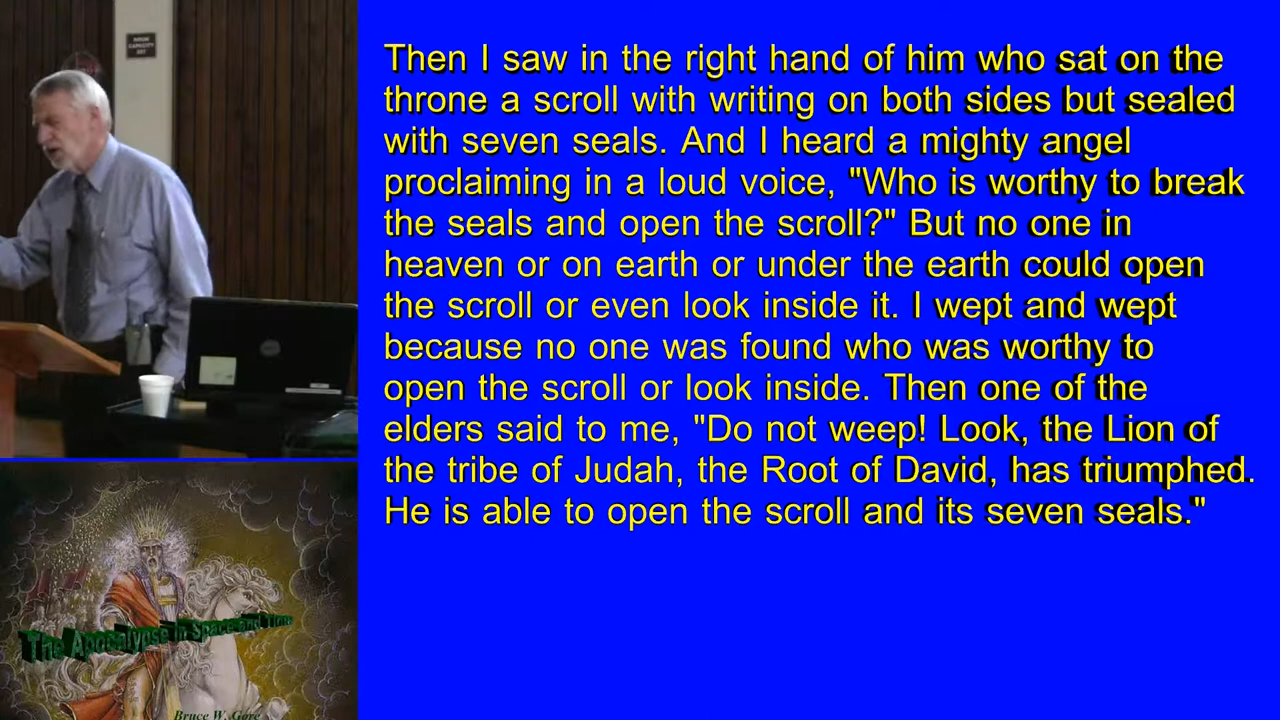 ROOM
CAPACITY
Then I saw in the right hand of him who sat on the
throne a scroll with writing on both sides but sealed
with seven seals. And I heard a mighty angel
proclaiming in a loud voice, "Who is worthy to break
the seals and open the scroll?" But no one in
heaven or on earth or under the earth could open
the scroll or even look inside it. I wept and wept
because no one was found who was worthy to
open the scroll or look inside. Then one of the
elders said to me, "Do not weep! Look, the Lion of
the tribe of Judah, the Root of David, has triumphed.
He is able to open the scroll and its seven seals."
The Apocalypse in Space and Time
Bruce W. Gore